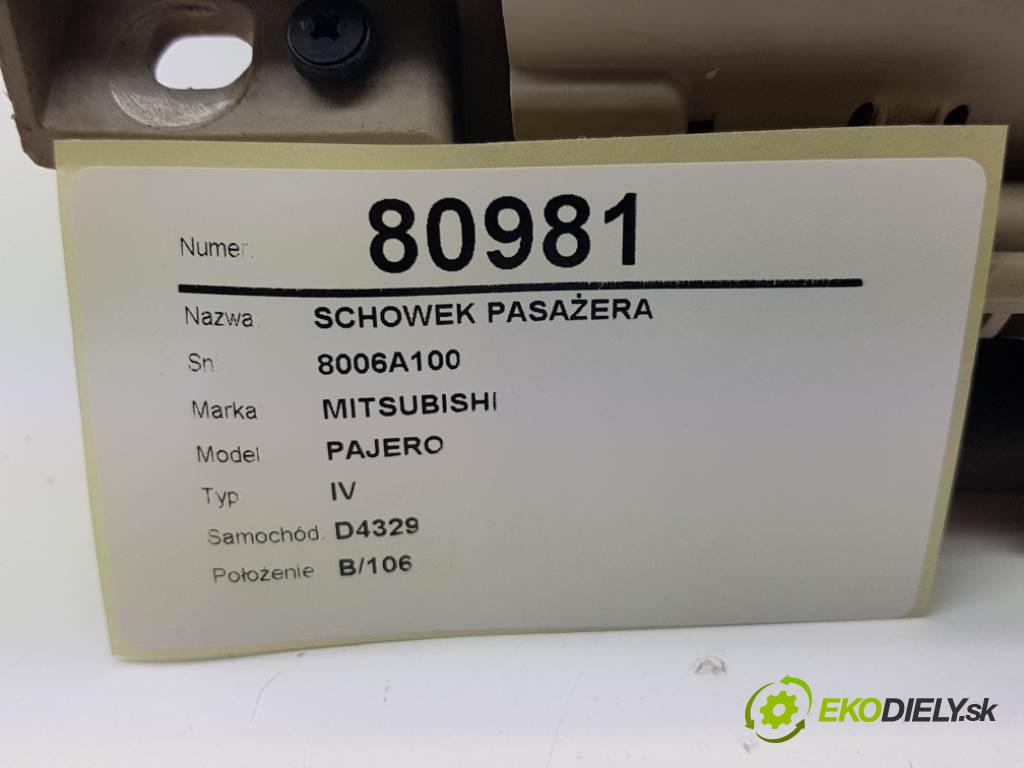 Numer: 80981
Nazwa: SCHOWEK PASAŻERA
Sn 8006A100
Marka MITSUBISHI
Model PAJERO
Typ IV
Samochód: D4329
Położenie B/106
EKODIELY.sk